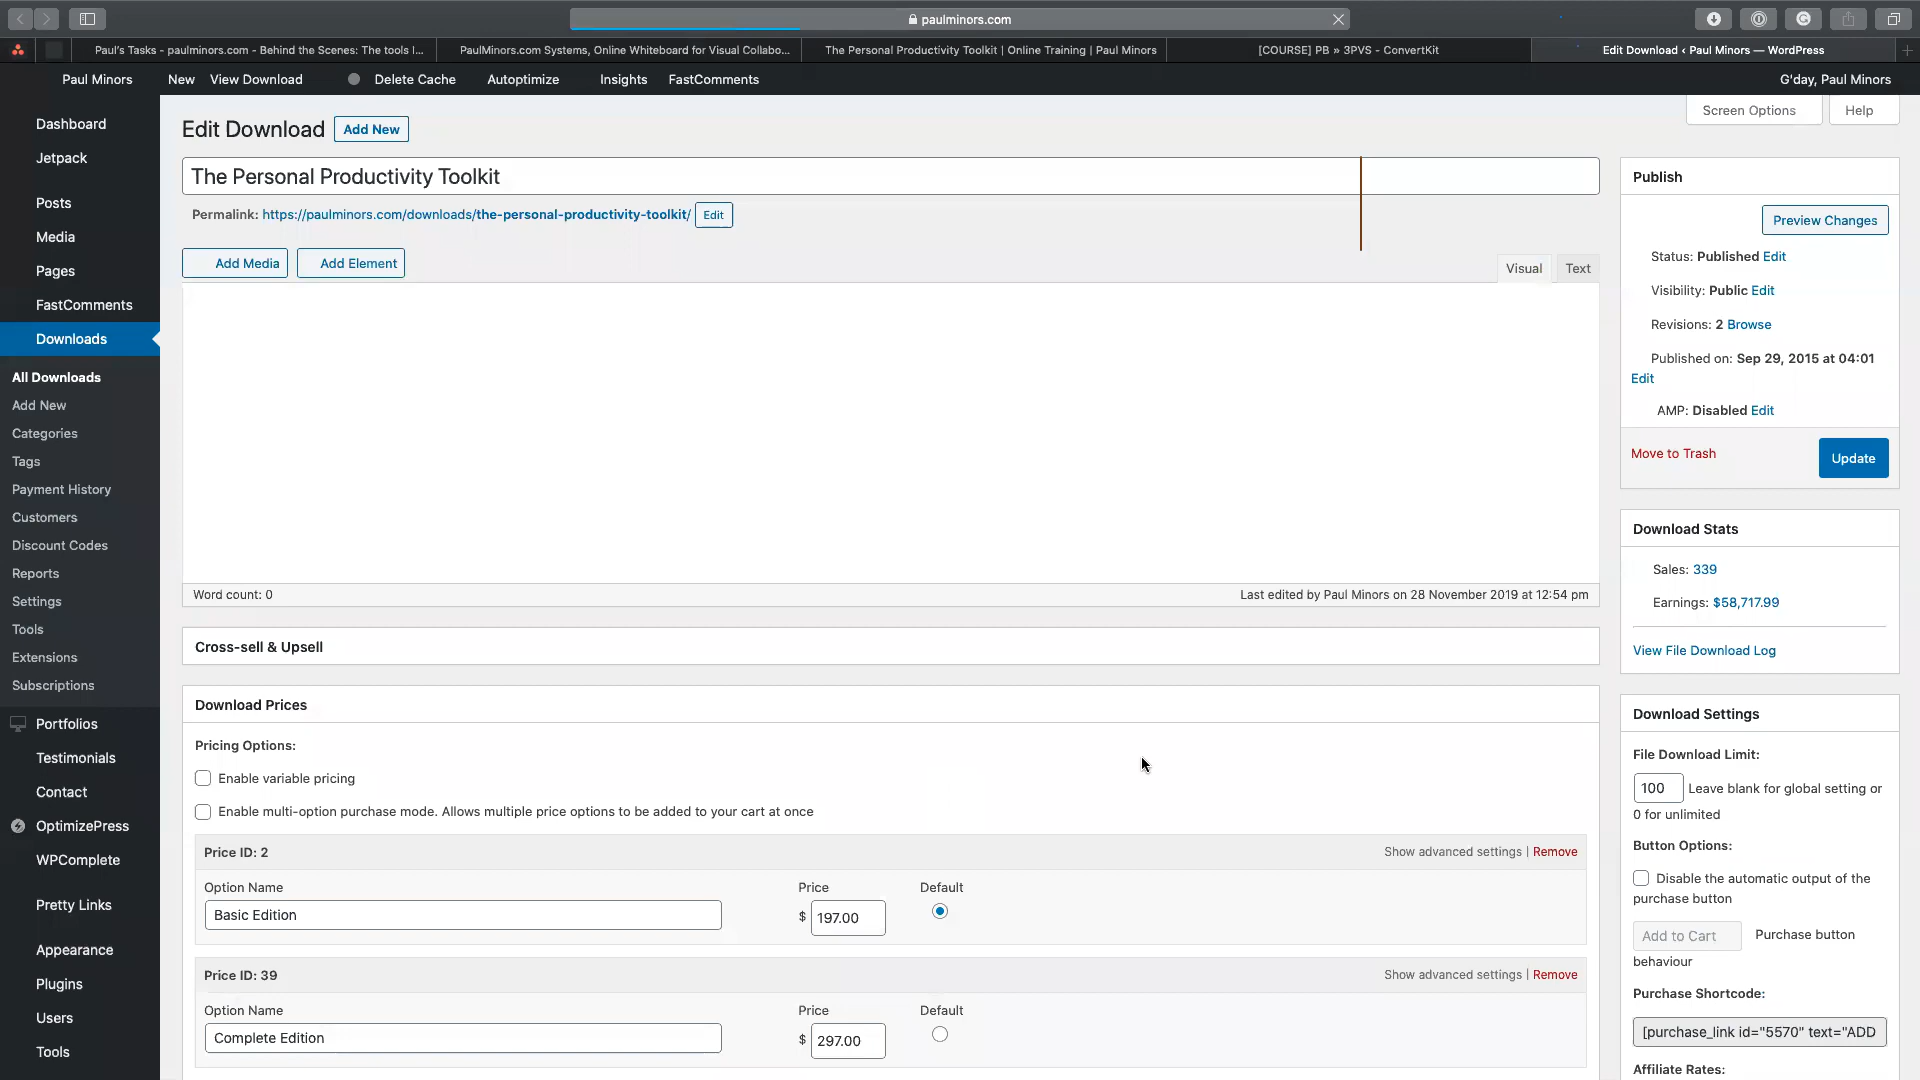 paulminors.com
Paul's Tasks - paulminors.com - Behind the Scenes: The tools I...
PaulMinors.com Systems, Online Whiteboard for Visual Collabo...
The Personal Productivity Toolkit | Online Training | Paul Minors
[COURSE] PB » 3PVS - ConvertKit
Edit Download ‹ Paul Minors — WordPress
Paul Minors
New
View Download
Delete Cache
Autoptimize
Insights
FastComments
G'day, Paul Minors
Screen Options
Help
Dashboard
Jetpack
Posts
Media
Pages
FastComments
Downloads
All Downloads
Add New
Categories
Tags
Payment History
Customers
Discount Codes
Reports
Settings
Tools
Extensions
Subscriptions
Portfolios
Testimonials
Contact
OptimizePress
WPComplete
Pretty Links
Appearance
Plugins
Users
Tools
Edit Download
Add New
The Personal Productivity Toolkit
Permalink: https://paulminors.com/downloads/the-personal-productivity-toolkit/ Edit
Add Media
Add Element
Visual
Text
Word count: 0
Last edited by Paul Minors on 28 November 2019 at 12:54 pm
Cross-sell & Upsell
Download Prices
Pricing Options:
Enable variable pricing
Enable multi-option purchase mode. Allows multiple price options to be added to your cart at once
Price ID: 2
Show advanced settings | Remove
Option Name
Price
Default
Basic Edition
$ 197.00
Price ID: 39
Show advanced settings | Remove
Option Name
Price
Default
Complete Edition
$ 297.00
Publish
Preview Changes
Status: Published Edit
Visibility: Public Edit
Revisions: 2 Browse
Published on: Sep 29, 2015 at 04:01
Edit
AMP: Disabled Edit
Move to Trash
Update
Download Stats
Sales: 339
Earnings: $58,717.99
View File Download Log
Download Settings
File Download Limit:
100 Leave blank for global setting or
0 for unlimited
Button Options:
Disable the automatic output of the
purchase button
Add to Cart
Purchase button
behaviour
Purchase Shortcode:
[purchase_link id="5570" text="ADD
Affiliate Rates: